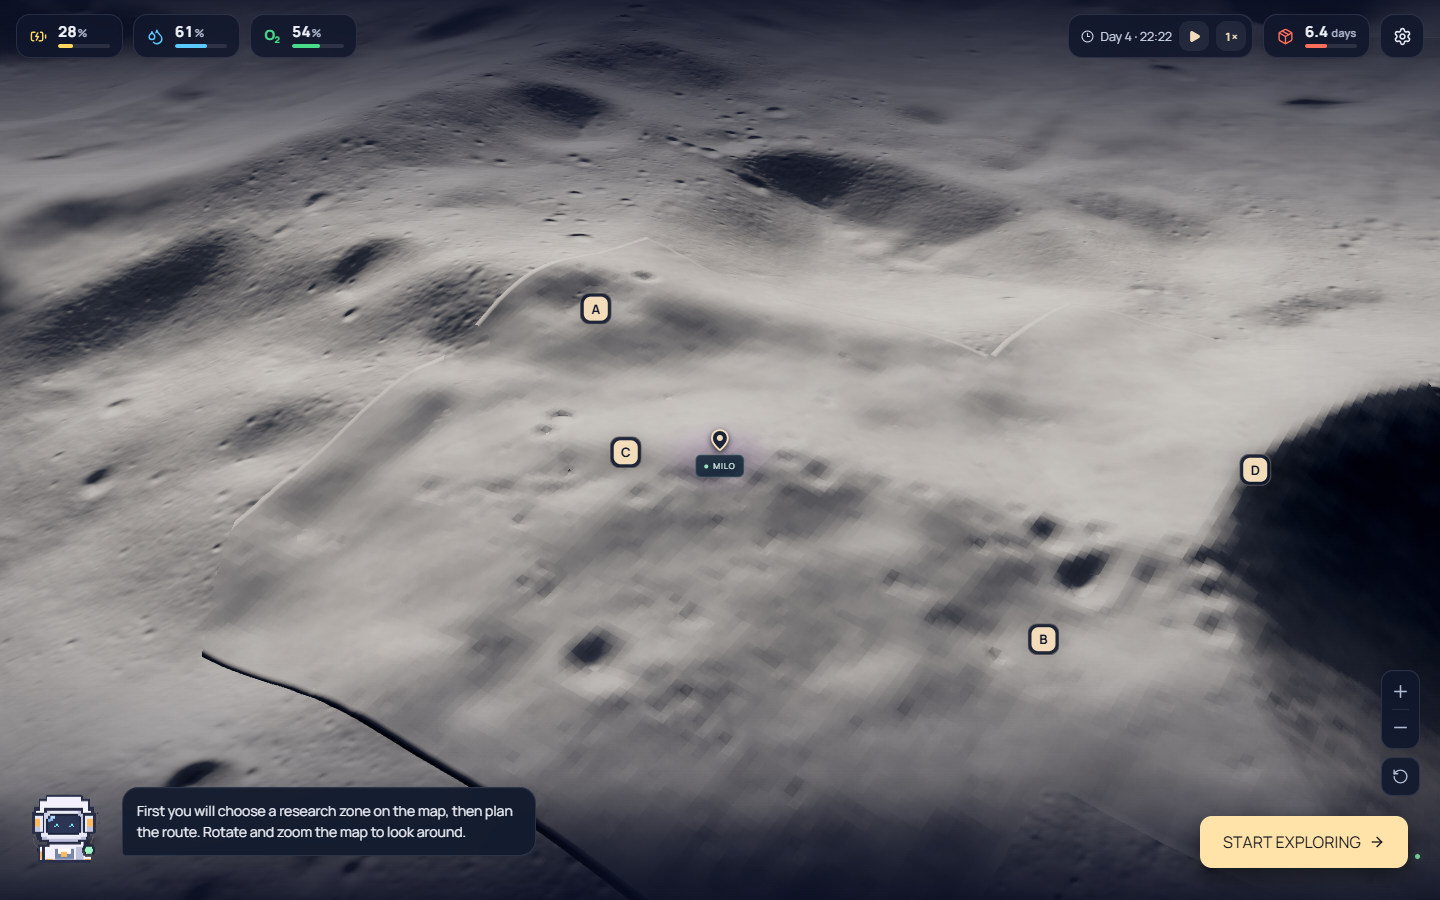 28%
61%
O₂ 54%
Day 4 · 22:22
1×
6.4 days
A
C
MILO
D
B
First you will choose a research zone on the map, then plan
the route. Rotate and zoom the map to look around.
START EXPLORING →